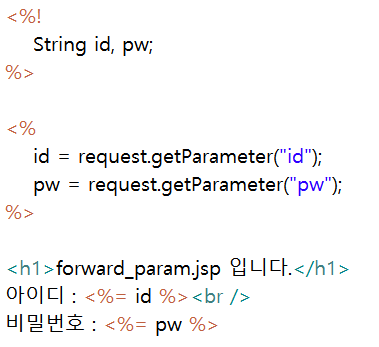 <%!
String id, pw;
%>
<%
id = request.getParameter("id");
pw = request.getParameter("pw");
%>
<h1>forward_param.jsp 입니다.</h1>
아이디 : <%= id %><br />
비밀번호 : <%= pw %>